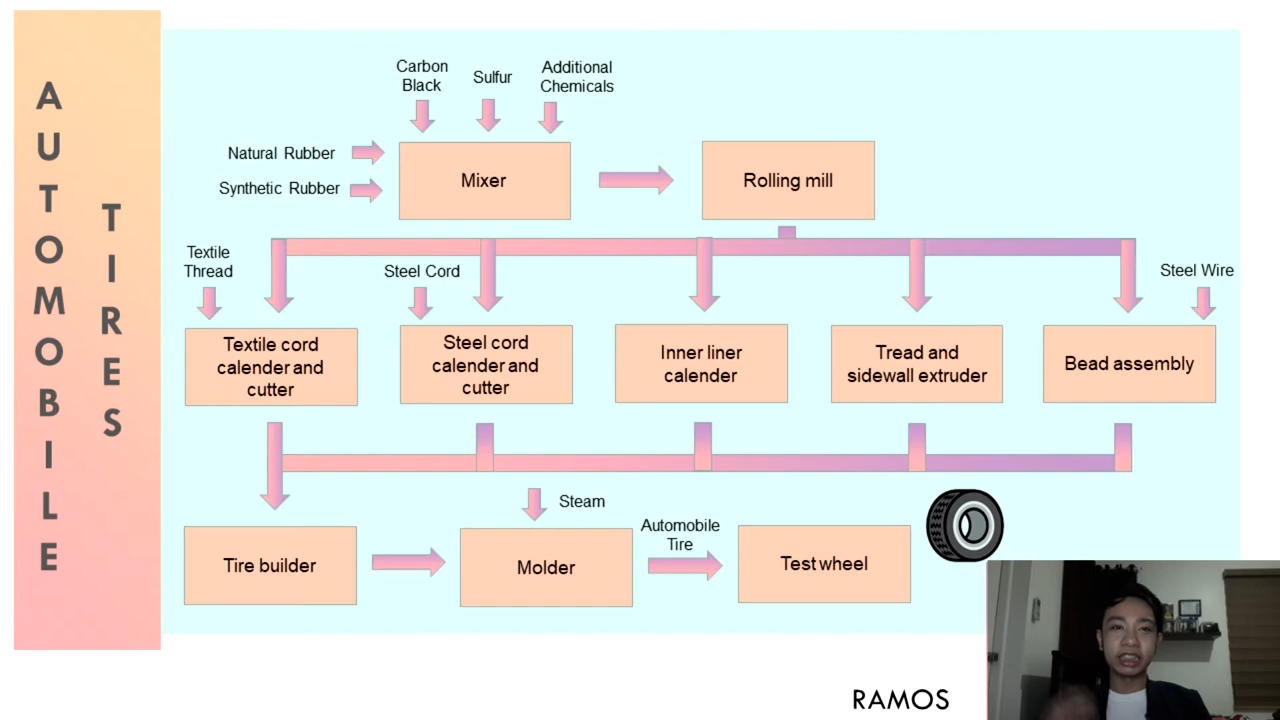 AUTOMOBILE
TIRES
Carbon
Black
Sulfur
Additional
Chemicals
Natural Rubber
Synthetic Rubber
Mixer
Rolling mill
Textile
Thread
Steel Cord
Steel Wire
Textile cord
calender and
cutter
Steel cord
calender and
cutter
Inner liner
calender
Tread and
sidewall extruder
Bead assembly
Steam
Automobile
Tire
Tire builder
Molder
Test wheel
RAMOS